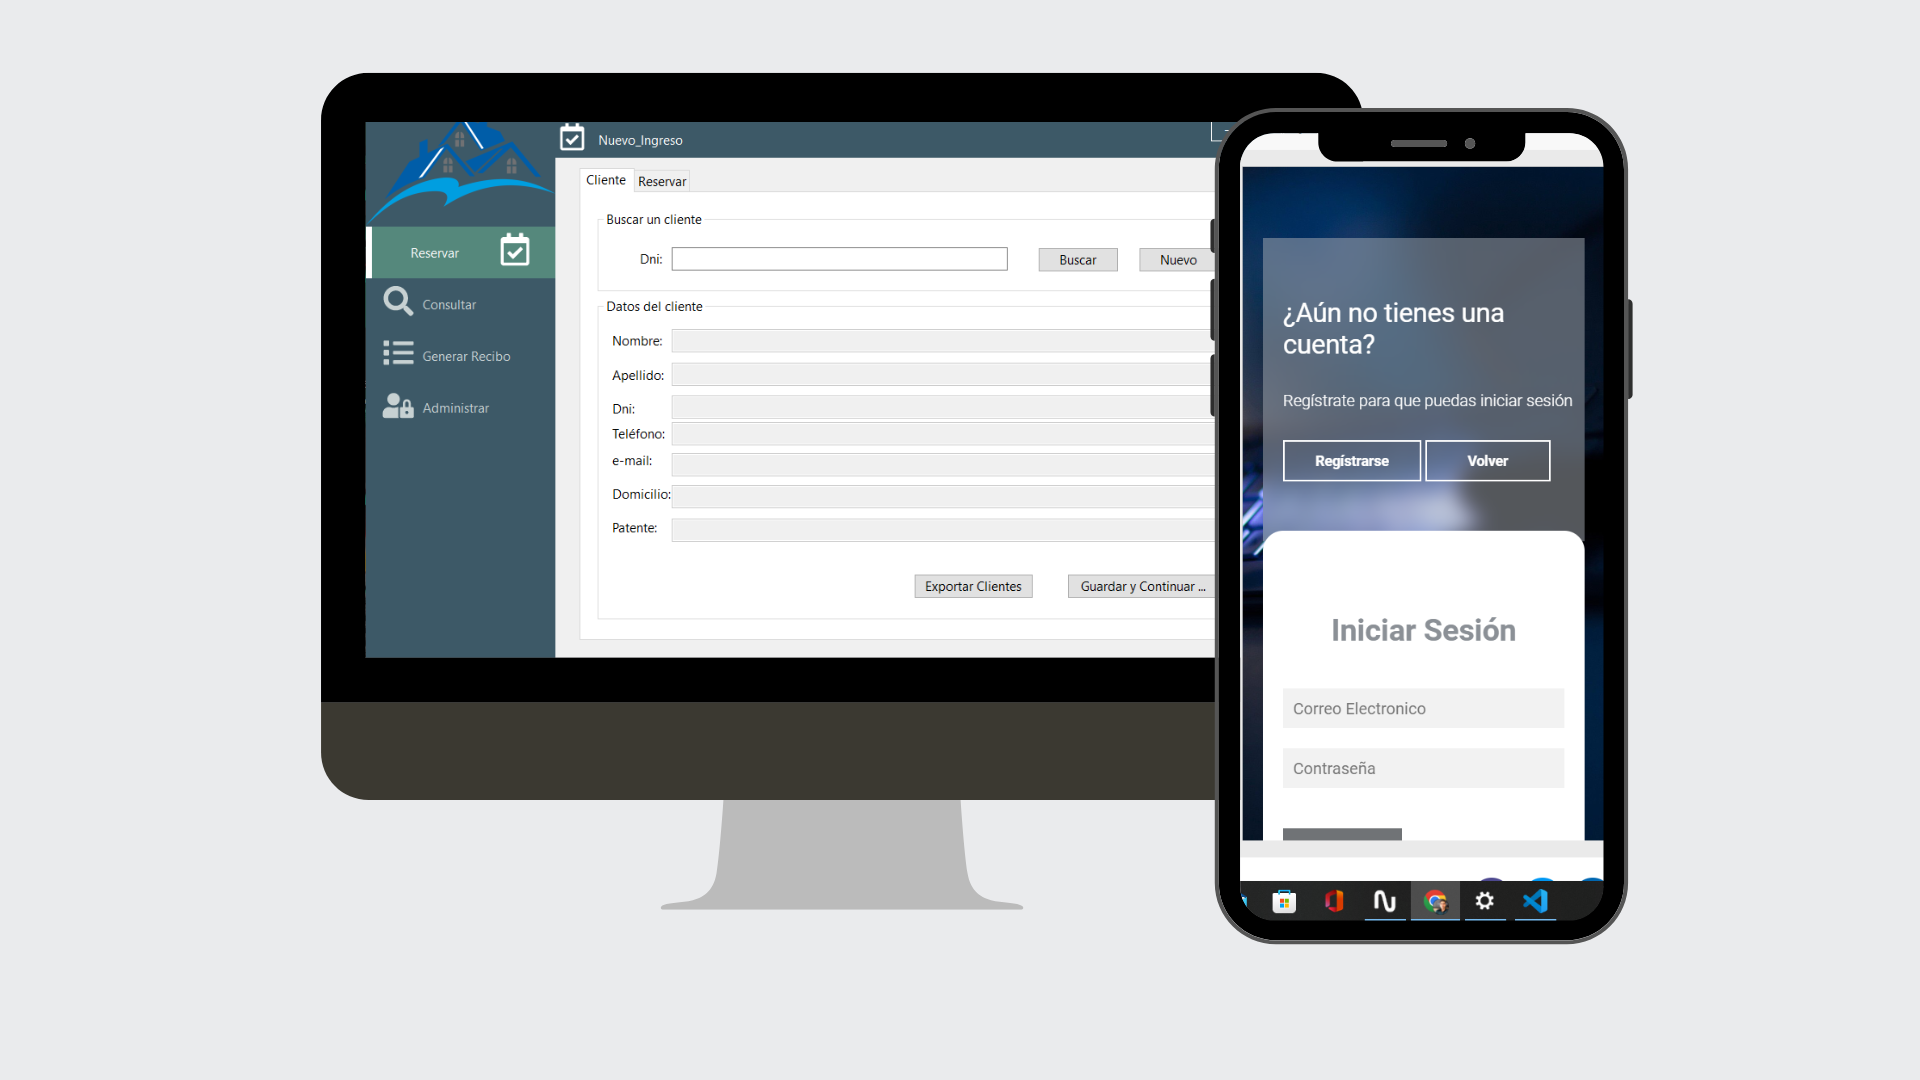 Nuevo_Ingreso
Cliente
Reservar
Buscar un cliente
Dni:
Buscar
Nuevo
Datos del cliente
Nombre:
Apellido:
Dni:
Teléfono:
e-mail:
Domicilio:
Patente:
Exportar Clientes
Guardar y Continuar ...
Reservar
Consultar
Generar Recibo
Administrar
¿Aún no tienes una
cuenta?
Regístrate para que puedas iniciar sesión
Regístrarse
Volver
Iniciar Sesión
Correo Electronico
Contraseña